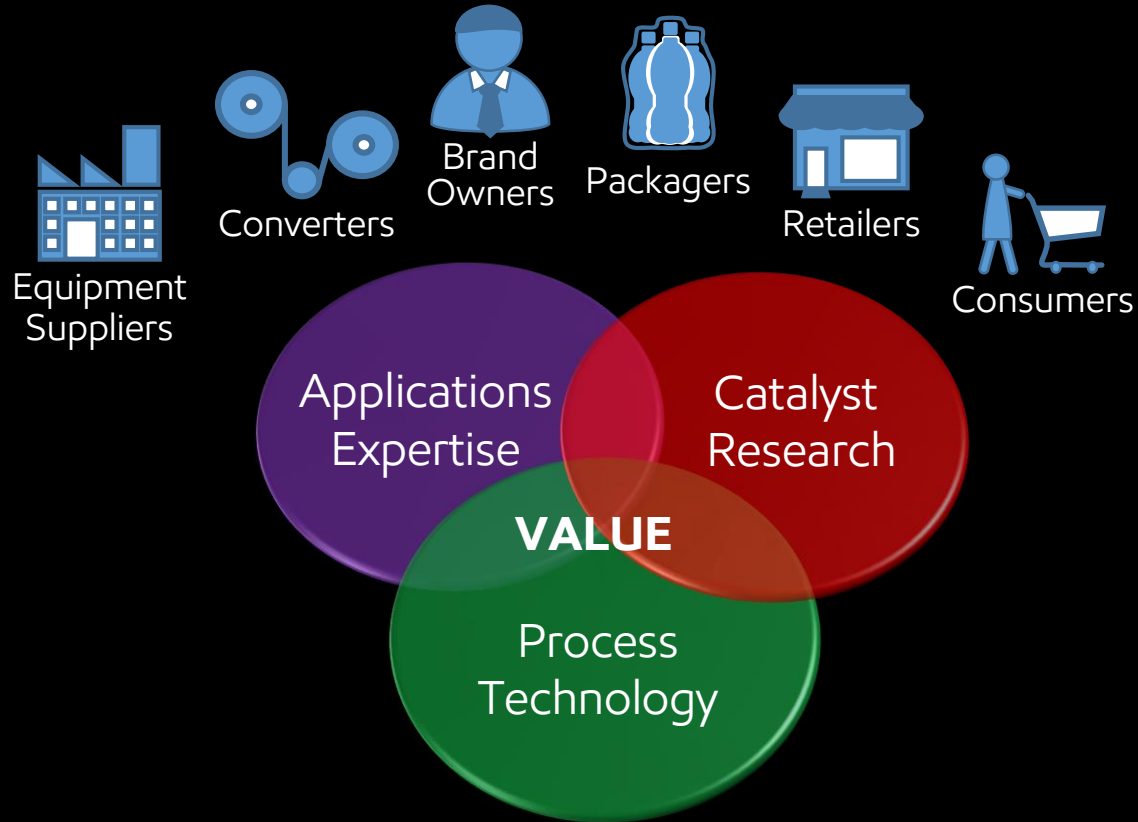 Equipment
Suppliers
Converters
Brand
Owners
Packagers
Retailers
Consumers
Applications
Expertise
Catalyst
Research
VALUE
Process
Technology